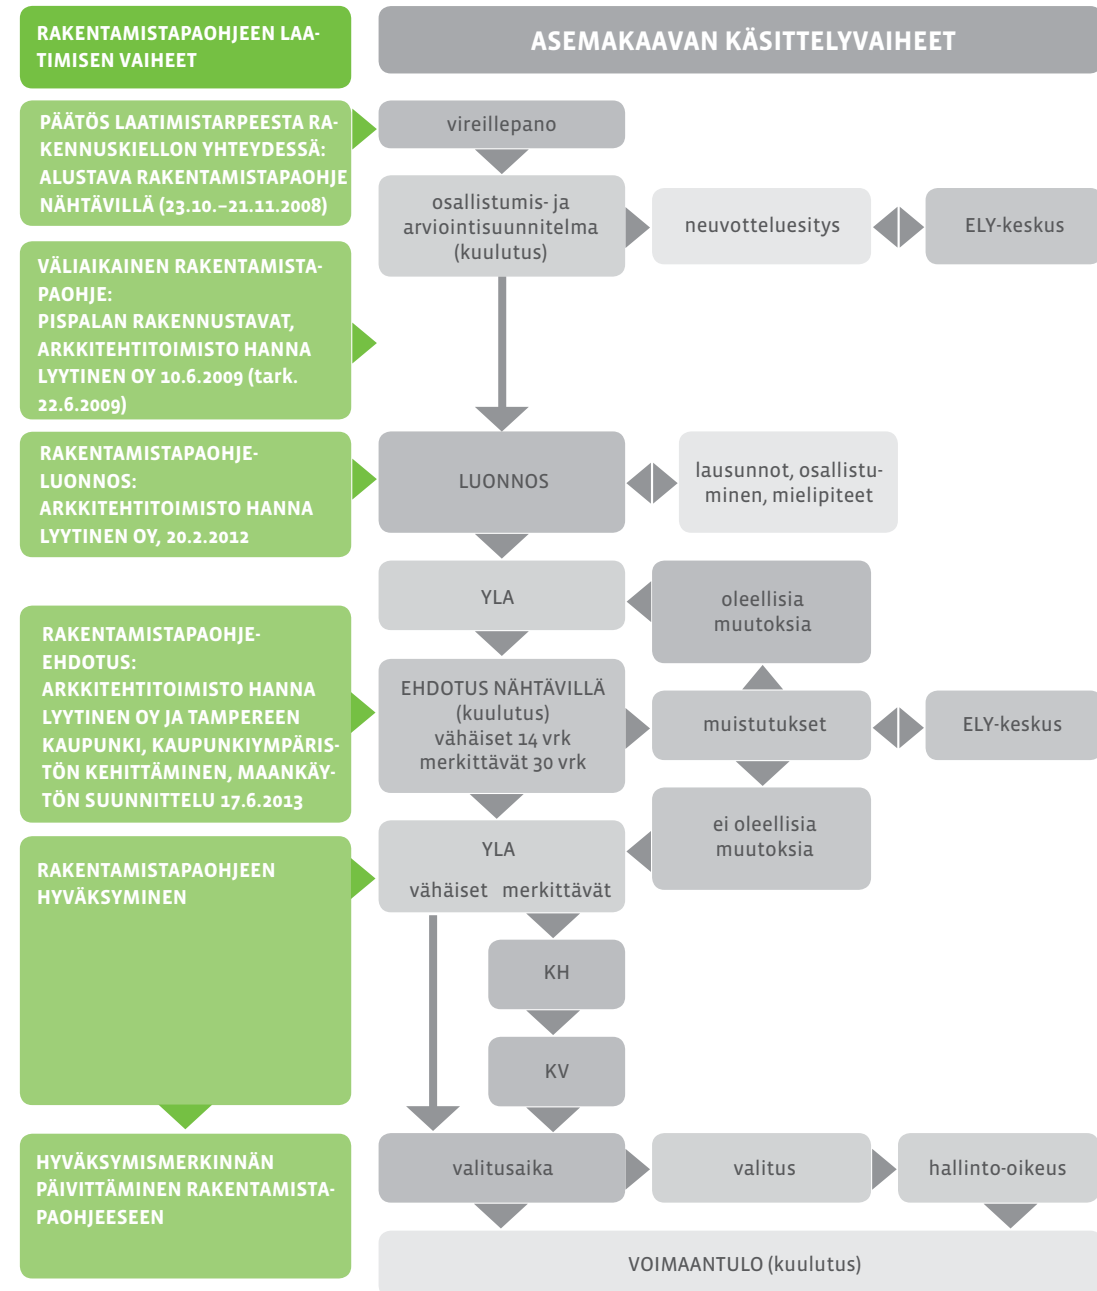 RAKENTAMISTAPAOHJEEN LAA-
TIMISEN VAIHEET
ASEMAKAAVAN KÄSITTELYVAIHEET
PÄÄTÖS LAATIMISTARPEESTA RA-
KENNUSKIELLON YHTEYDESSÄ:
ALUSTAVA RAKENTAMISTAPAOHJE
NÄHTÄVILLÄ (23.10.–21.11.2008)
vireillepano
osallistumis- ja
arviointisuunnitelma
(kuulutus)
neuvotteluesitys
ELY-keskus
VÄLIAIKAINEN RAKENTAMISTA-
PAOHJE:
PISPALAN RAKENNUSTAVAT,
ARKKITEHTITOIMISTO HANNA
LYYTINEN OY 10.6.2009 (tark.
22.6.2009)
RAKENTAMISTAPAOHJE-
LUONNOS:
ARKKITEHTITOIMISTO HANNA
LYYTINEN OY, 20.2.2012
LUONNOS
lausunnot, osallistu-
minen, mielipiteet
YLA
oleellisia
muutoksia
RAKENTAMISTAPAOHJE-
EHDOTUS:
ARKKITEHTITOIMISTO HANNA
LYYTINEN OY JA TAMPEREEN
KAUPUNKI, KAUPUNKIYMPÄRIS-
TÖN KEHITTÄMINEN, MAANKÄY-
TÖN SUUNNITTELU 17.6.2013
EHDOTUS NÄHTÄVILLÄ
(kuulutus)
vähäiset 14 vrk
merkittävät 30 vrk
muistutukset
ELY-keskus
ei oleellisia
muutoksia
RAKENTAMISTAPAOHJEEN
HYVÄKSYMINEN
YLA
vähäiset merkittävät
KH
KV
HYVÄKSYMISMERKINNÄN
PÄIVITTÄMINEN RAKENTAMISTA-
PAOHJEESEEN
valitusaika
valitus
hallinto-oikeus
VOIMAANTULO (kuulutus)